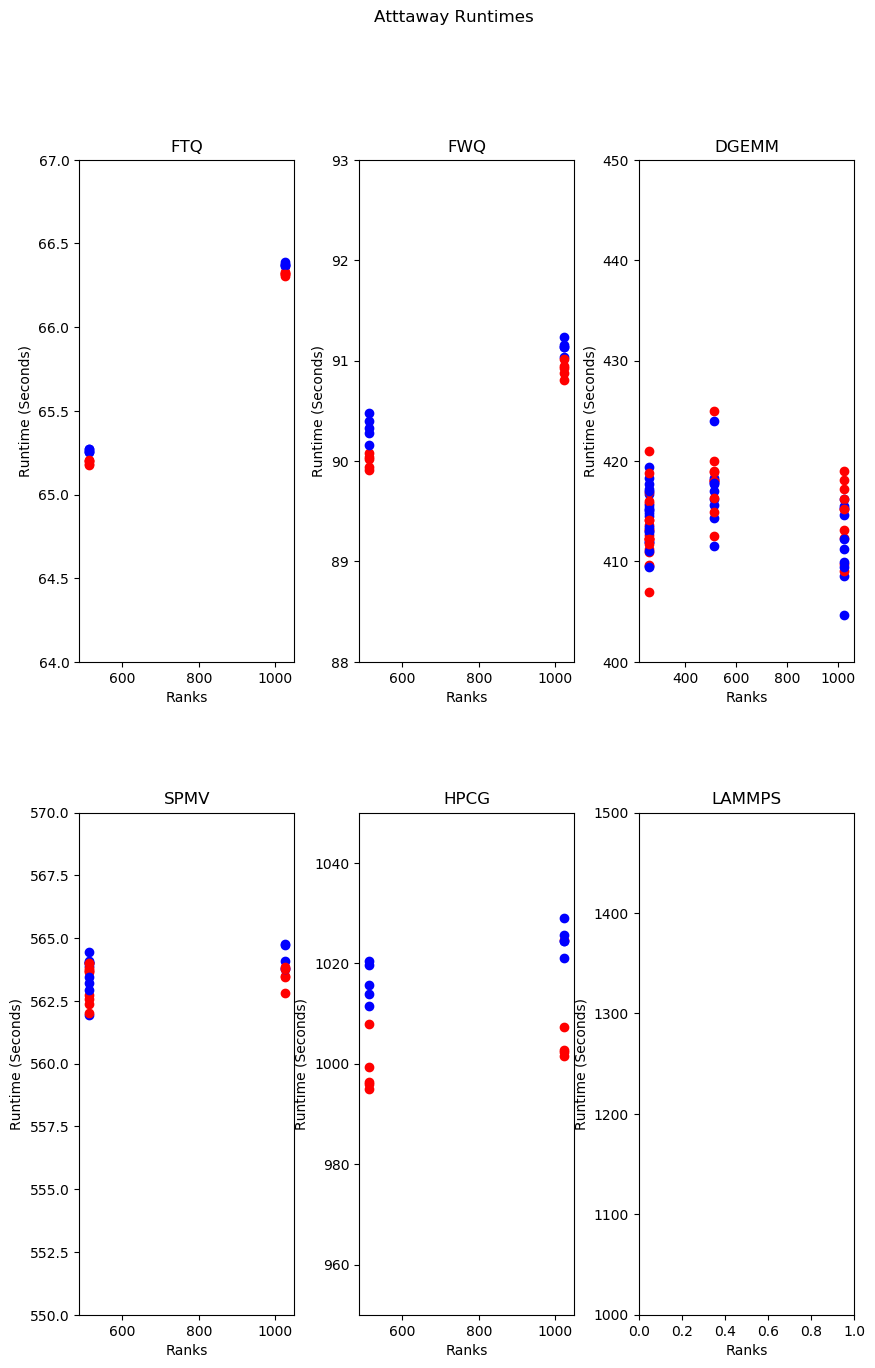 Atttaway Runtimes
FTQ
67.0
66.5
66.0
65.5
65.0
64.5
64.0
Runtime (Seconds)
600 800 1000
Ranks
FWQ
93
92
91
90
89
88
Runtime (Seconds)
600 800 1000
Ranks
DGEMM
450
440
430
420
410
400
Runtime (Seconds)
400 600 800 1000
Ranks
SPMV
570.0
567.5
565.0
562.5
560.0
557.5
555.0
552.5
550.0
Runtime (Seconds)
600 800 1000
Ranks
HPCG
1040
1020
1000
980
960
Runtime (Seconds)
600 800 1000
Ranks
LAMMPS
1500
1400
1300
1200
1100
1000
Runtime (Seconds)
0.0 0.2 0.4 0.6 0.8 1.0
Ranks